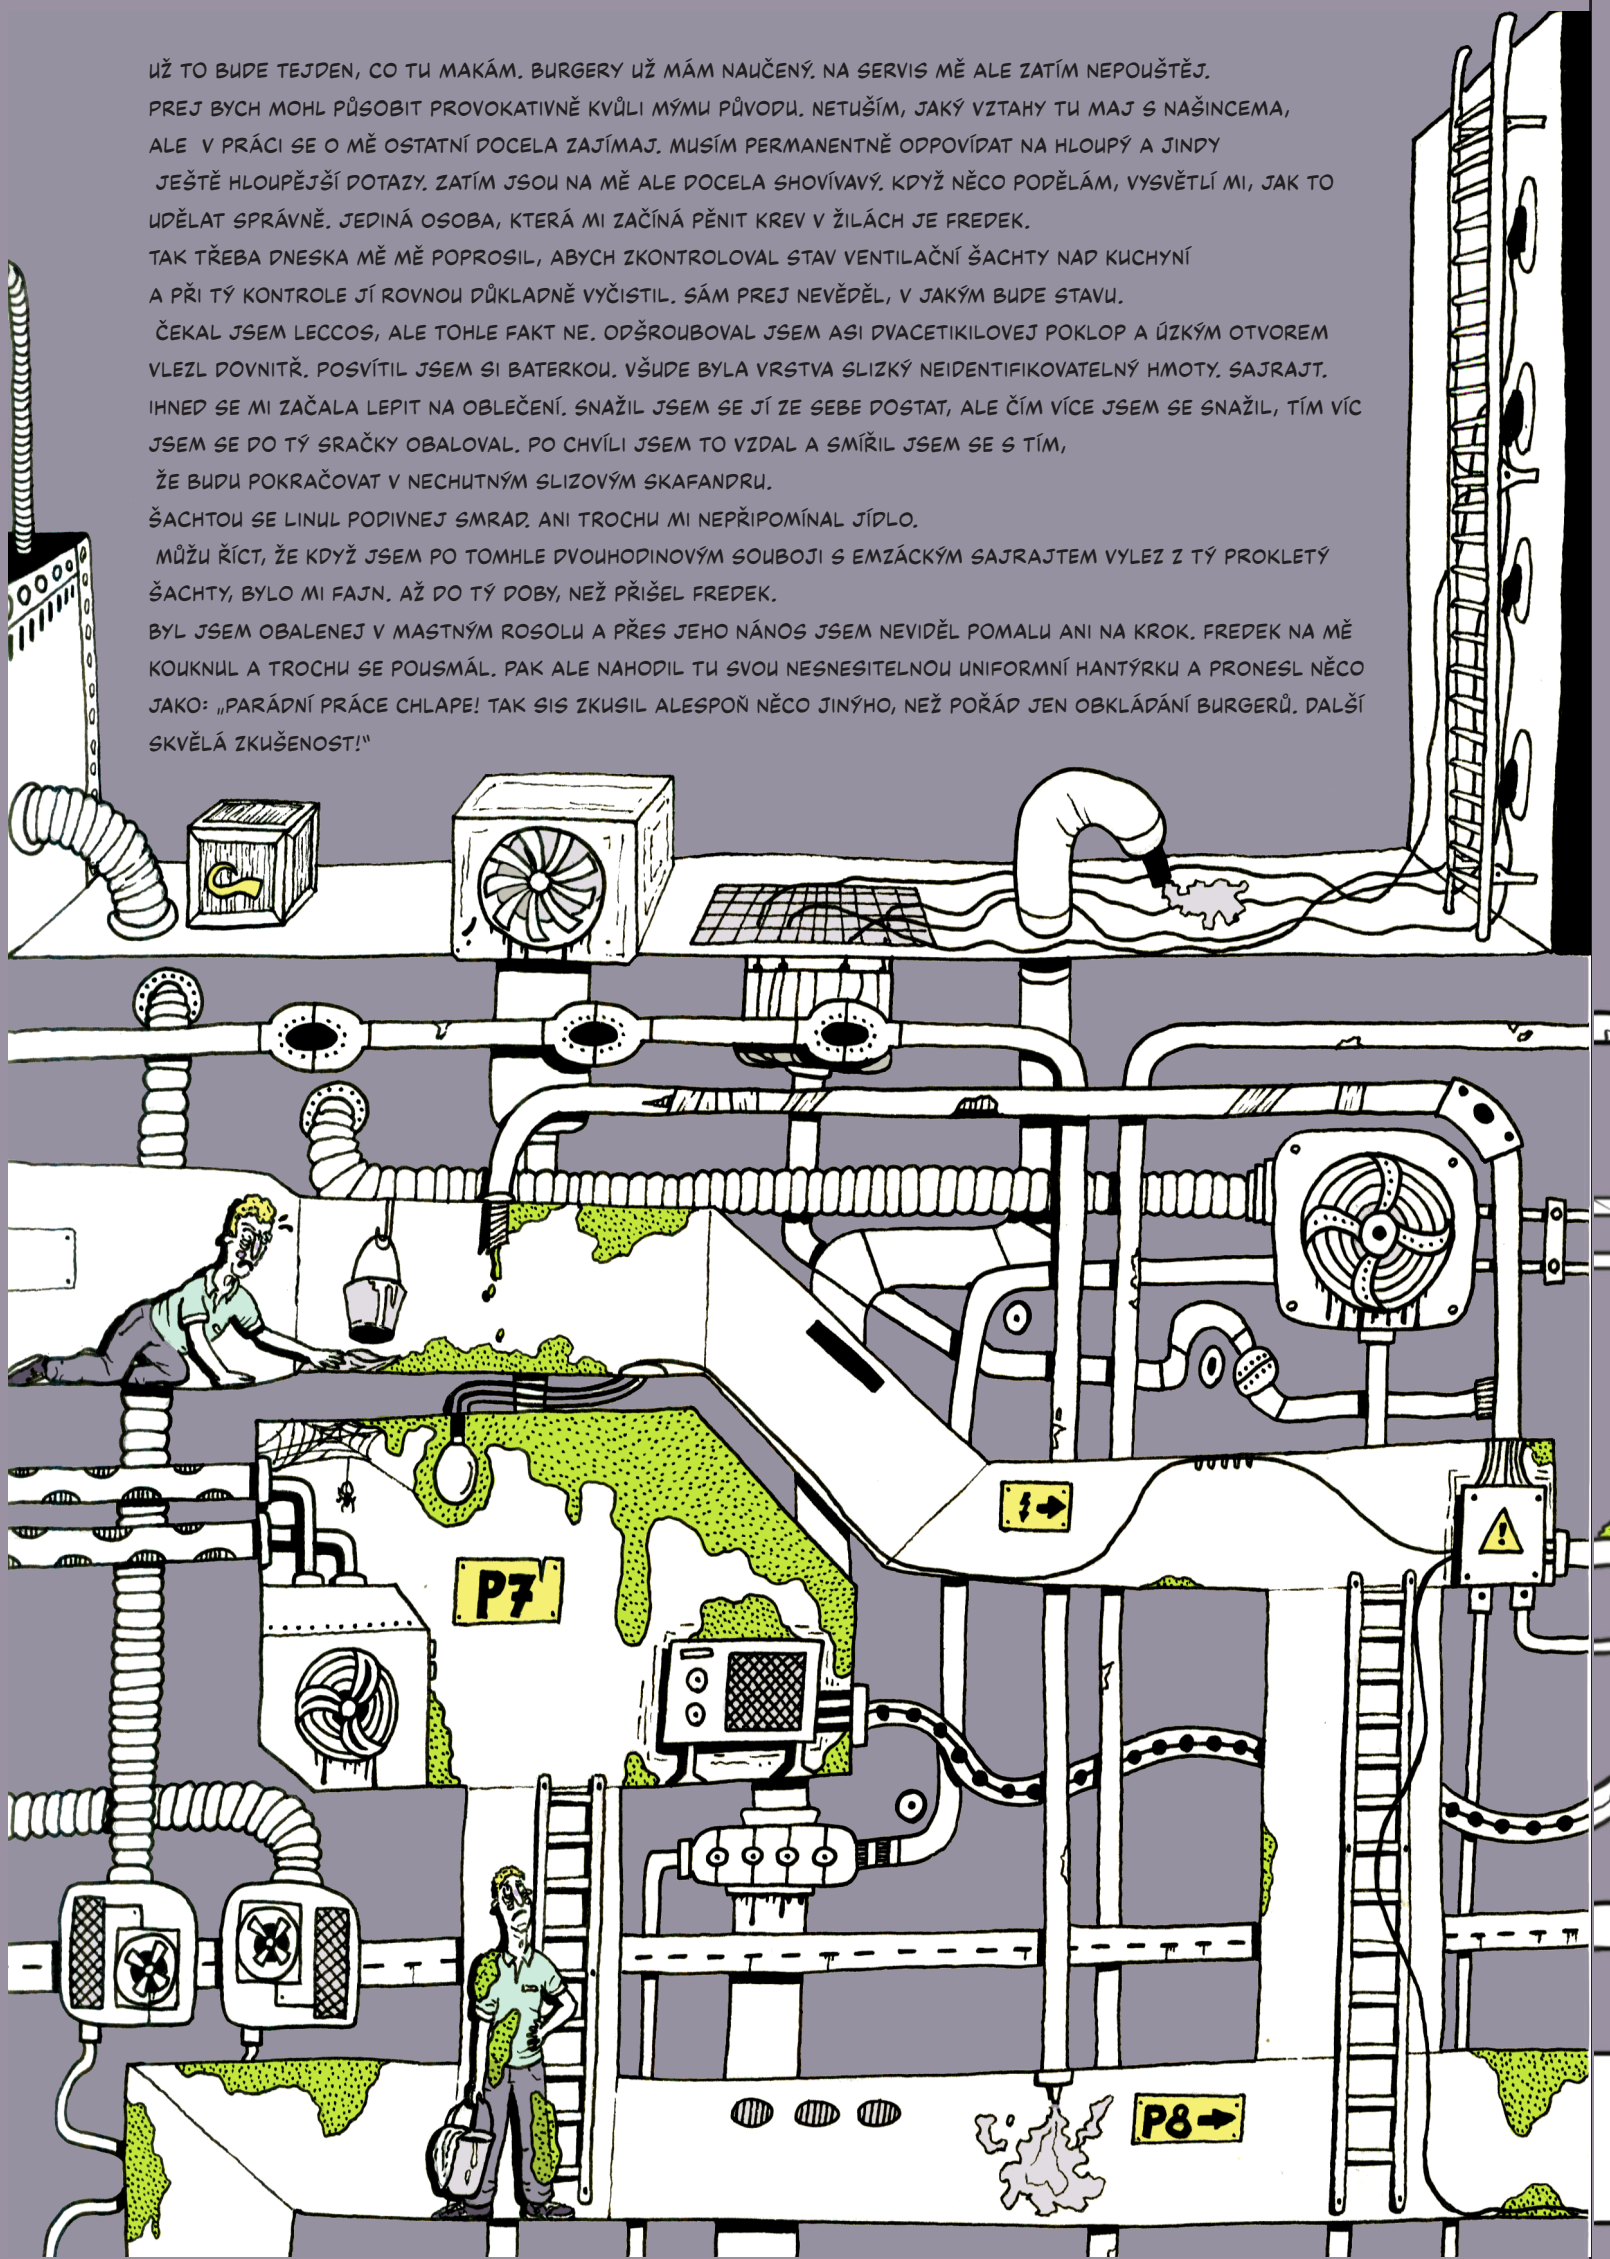 UŽ TO BUDE TEJDEN, CO TU MAKÁM. BURGERY UŽ MÁM NAUČENÝ. NA SERVIS MĚ ALE ZATÍM NEPOUŠTĚJ.
PREJ BYCH MOHL PŮSOBIT PROVOKATIVNĚ KVŮLI MÝMU PŮVODU. NETUŠÍM, JAKÝ VZTAHY TU MAJ S NAŠINCEMA,
ALE V PRÁCI SE O MĚ OSTATNÍ DOCELA ZAJÍMAJ. MUSÍM PERMANENTNĚ ODPOVÍDAT NA HLOUPÝ A JINDY
JEŠTĚ HLOUPĚJŠÍ DOTAZY. ZATÍM JSOU NA MĚ ALE DOCELA SHOVÍVAVÝ. KDYŽ NĚCO PODĚLÁM, VYSVĚTLÍ MI, JAK TO
UDĚLAT SPRÁVNĚ. JEDINÁ OSOBA, KTERÁ MI ZAČÍNÁ PĚNIT KREV V ŽILÁCH JE FREDEK.
TAK TŘEBA DNESKA MĚ MĚ POPROSIL, ABYCH ZKONTROLOVAL STAV VENTILAČNÍ ŠACHTY NAD KUCHYNÍ
A PŘI TÝ KONTROLE JÍ ROVNOU DŮKLADNĚ VYČISTIL. SÁM PREJ NEVĚDĚL, V JAKÝM BUDE STAVU.
ČEKAL JSEM LECCOS, ALE TOHLE FAKT NE. ODŠROUBOVAL JSEM ASI DVACETIKILOVEJ POKLOP A ÚZKÝM OTVOREM
VLEZL DOVNITŘ. POSVÍTIL JSEM SI BATERKOU. VŠUDE BYLA VRSTVA SLIZKÝ NEIDENTIFIKOVATELNÝ HMOTY. SAJRAJT.
IHNED SE MI ZAČALA LEPIT NA OBLEČENÍ. SNAŽIL JSEM SE JÍ ZE SEBE DOSTAT, ALE ČÍM VÍCE JSEM SE SNAŽIL, TÍM VÍC
JSEM SE DO TÝ SRAČKY OBALOVAL. PO CHVÍLI JSEM TO VZDAL A SMÍŘIL JSEM SE S TÍM,
ŽE BUDU POKRAČOVAT V NECHUTNÝM SLIZOVÝM SKAFANDRU.
ŠACHTOU SE LINUL PODIVNEJ SMRAD. ANI TROCHU MI NEPŘIPOMÍNAL JÍDLO.
MŮŽU ŘÍCT, ŽE KDYŽ JSEM PO TOMHLE DVOUHODINOVÝM SOUBOJI S EMZÁCKÝM SAJRAJTEM VYLEZ Z TÝ PROKLETÝ
ŠACHTY, BYLO MI FAJN. AŽ DO TÝ DOBY, NEŽ PŘIŠEL FREDEK.
BYL JSEM OBALENEJ V MASTNÝM ROSOLU A PŘES JEHO NÁNOS JSEM NEVIDĚL POMALU ANI NA KROK. FREDEK NA MĚ
KOUKNUL A TROCHU SE POUSMÁL. PAK ALE NAHODIL TU SVOU NESNESITELNOU UNIFORMNÍ HANTÝRKU A PRONESL NĚCO
JAKO: „PARÁDNÍ PRÁCE CHLAPE! TAK SIS ZKUSIL ALESPOŇ NĚCO JINÝHO, NEŽ POŘÁD JEN OBKLÁDÁNÍ BURGERŮ. DALŠÍ
SKVĚLÁ ZKUŠENOST!“
!
P7
P8